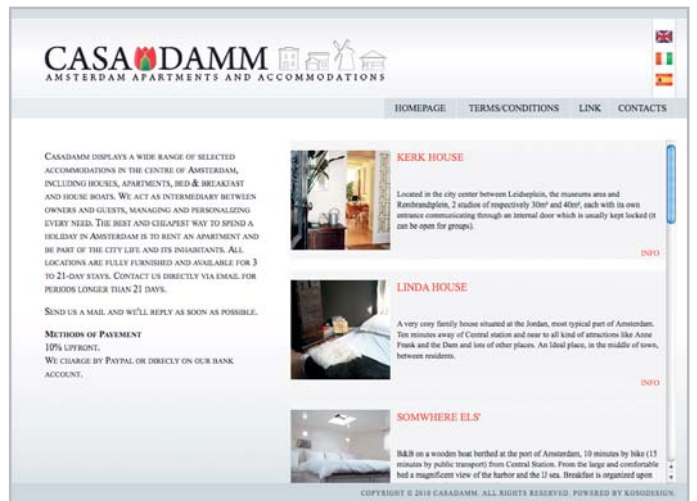 CASA DAMM
AMSTERDAM APARTMENTS AND ACCOMMODATIONS
HOMEPAGE TERMS/CONDITIONS LINK CONTACTS
CASADAMM DISPLAYS A WIDE RANGE OF SELECTED
ACCOMMODATIONS IN THE CENTRE OF AMSTERDAM,
INCLUDING HOUSES, APARTMENTS, BED & BREAKFAST
AND HOUSE BOATS. WE ACT AS INTERMEDIARY BETWEEN
OWNERS AND GUESTS, MANAGING AND PERSONALIZING
EVERY NEED. THE BEST AND CHEAPEST WAY TO SPEND A
HOLIDAY IN AMSTERDAM IS TO RENT AN APARTMENT AND
BE PART OF THE CITY LIFE AND ITS INHABITANTS. ALL
LOCATIONS ARE FULLY FURNISHED AND AVAILABLE FOR 3
TO 21-DAY STAYS. CONTACT US DIRECTLY VIA EMAIL FOR
PERIODS LONGER THAN 21 DAYS.
SEND US A MAIL AND WE'LL REPLY AS SOON AS POSSIBLE.
METHODS OF PAYEMENT
10% UPFRONT.
WE CHARGE BY PAYPAL OR DIRECLY ON OUR BANK
ACCOUNT.
KERK HOUSE
Located in the city center between Leidseplein, the museums area and
Rembrandtplein, 2 studios of respectively 30m² and 40m², each with its own
entrance communicating through an internal door which is usually kept locked (it
can be open for groups).
INFO
LINDA HOUSE
A very cosy family house situated at the Jordan, most typical part of Amsterdam.
Ten minutes away of Central station and near to all kind of attractions like Anne
Frank and the Dam and lots of other places. An Ideal place, in the middle of town,
between residents.
INFO
SOMWHERE ELS'
B&B on a wooden boat berthed at the port of Amsterdam, 10 minutes by bike (15
minutes by public transport) from Central Station. From the large and comfortable
bed a magnificent view of the harbor and the IJ sea. Breakfast is organized upon
COPYRIGHT © 2010 CASADAMM. ALL RIGHTS RESERVED. POWERED BY KOSODESIGN.